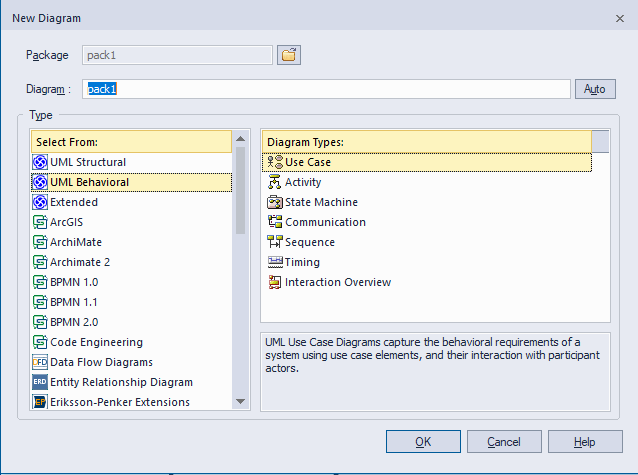 New Diagram
Package
pack1
Diagram :
pack1
Auto
Type
Select From:
UML Structural
UML Behavioral
Extended
ArcGIS
ArchiMate
Archimate 2
BPMN 1.0
BPMN 1.1
BPMN 2.0
Code Engineering
DFD Data Flow Diagrams
ERD Entity Relationship Diagram
EP Eriksson-Penker Extensions
Diagram Types:
Use Case
Activity
State Machine
Communication
Sequence
Timing
Interaction Overview
UML Use Case Diagrams capture the behavioral requirements of a
system using use case elements, and their interaction with participant
actors.
OK
Cancel
Help